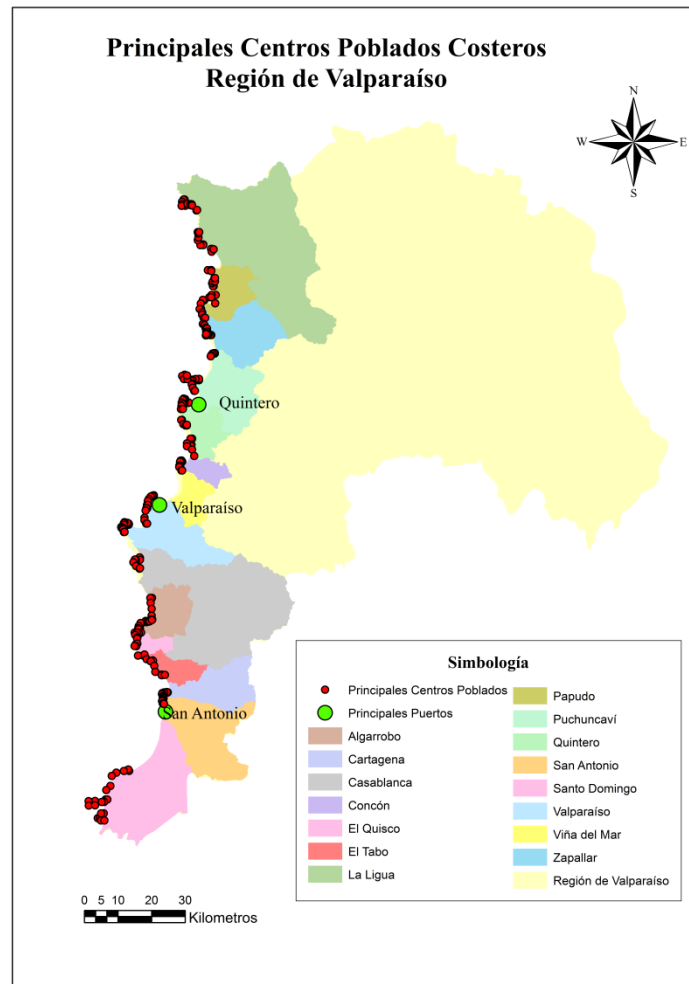 Principales Centros Poblados Costeros
Región de Valparaíso
N
W
E
S
Quintero
Valparaíso
San Antonio
Simbología
Principales Centros Poblados
Principales Puertos
Algarrobo
Cartagena
Casablanca
Concón
El Quisco
El Tabo
La Ligua
Papudo
Puchuncaví
Quintero
San Antonio
Santo Domingo
Valparaíso
Viña del Mar
Zapallar
Región de Valparaíso
0 5 10 20 30
Kilometros